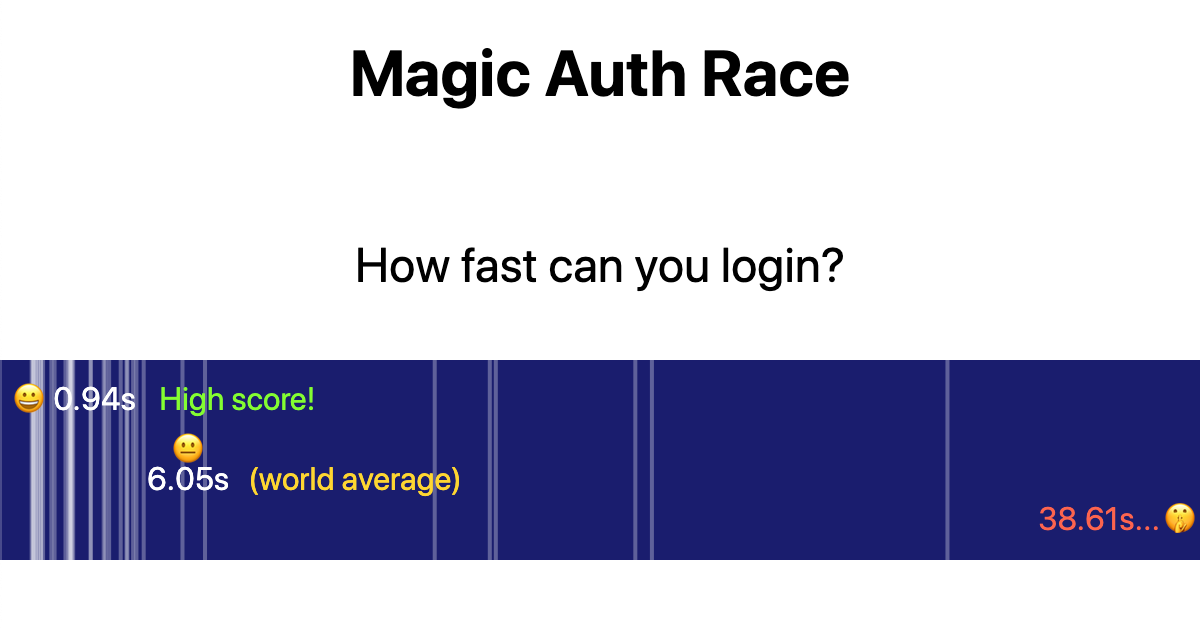 Magic Auth Race
How fast can you login?
😀 0.94s High score!
😐
6.05s (world average)
38.61s...🤫